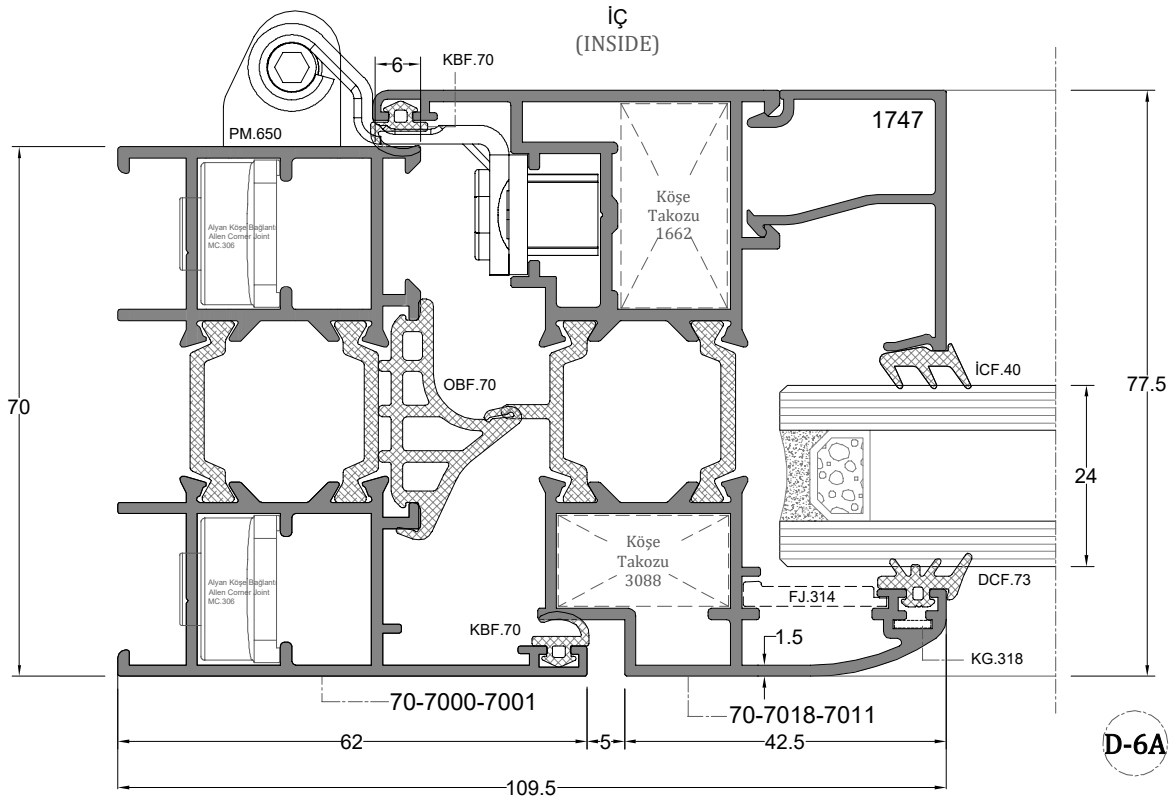 İÇ
(INSIDE)
6
KBF.70
PM.650
1747
Köşe
Takozu
1662
Alyan Köşe Bağlantı
Allen Corner Joint
MC.306
70
OBF.70
İCF.40
77.5
24
Köşe
Takozu
3088
Alyan Köşe Bağlantı
Allen Corner Joint
MC.306
FJ.314
DCF.73
KBF.70
1.5
KG.318
70-7000-7001
70-7018-7011
62
5
42.5
D-6A
109.5